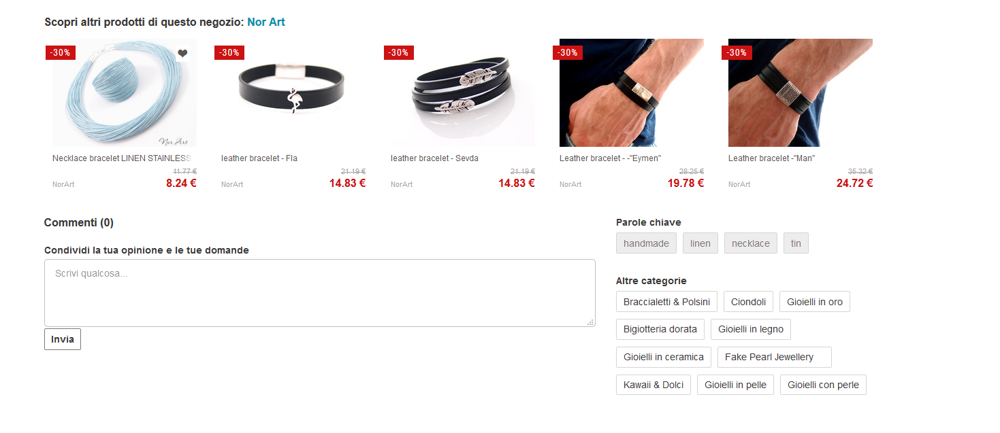 Scopri altri prodotti di questo negozio: Nor Art
-30%
-30%
-30%
-30%
-30%
Nor Art
Necklace bracelet LINEN STAINLESS
leather bracelet - Fla
leather bracelet - Sevda
Leather bracelet - -"Eymen"
Leather bracelet -"Man"
11.77 €
21.19 €
21.19 €
28.25 €
35.32 €
NorArt 8.24 €
NorArt 14.83 €
NorArt 14.83 €
NorArt 19.78 €
NorArt 24.72 €
Commenti (0)
Condividi la tua opinione e le tue domande
Scrivi qualcosa...
Invia
Parole chiave
handmade linen necklace tin
Altre categorie
Braccialetti & Polsini Ciondoli Gioielli in oro
Bigiotteria dorata Gioielli in legno
Gioielli in ceramica Fake Pearl Jewellery
Kawaii & Dolci Gioielli in pelle Gioielli con perle